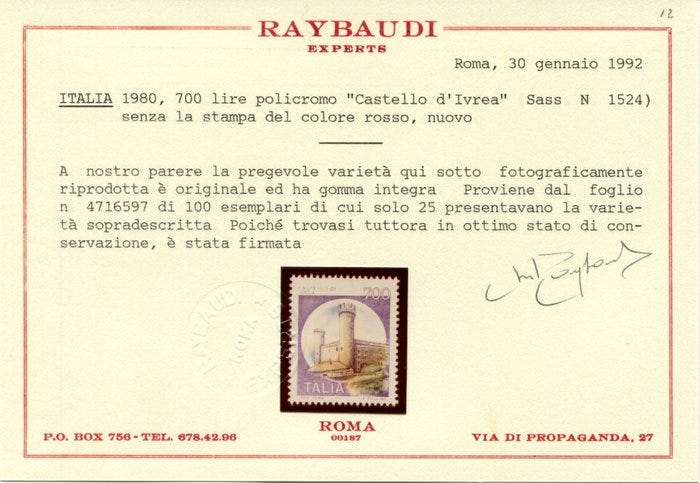 12
RAYBAUDI
EXPERTS
Roma, 30 gennaio 1992
ITALIA 1980, 700 lire policromo "Castello d'Ivrea" Sass N 1524)
senza la stampa del colore rosso, nuovo
A nostro parere la pregevole varietà qui sotto fotograficamente
riprodotta è originale ed ha gomma integra Proviene dal foglio
n 4716597 di 100 esemplari di cui solo 25 presentavano la varie-
tà sopradescritta Poiché trovasi tuttora in ottimo stato di con-
servazione, è stata firmata
RAYBAUDI
ROMA
CASTELLO DI
IVREA
700
ITALIA
ROMA
00187
P.O. BOX 756 - TEL. 678.42.96
VIA DI PROPAGANDA, 27